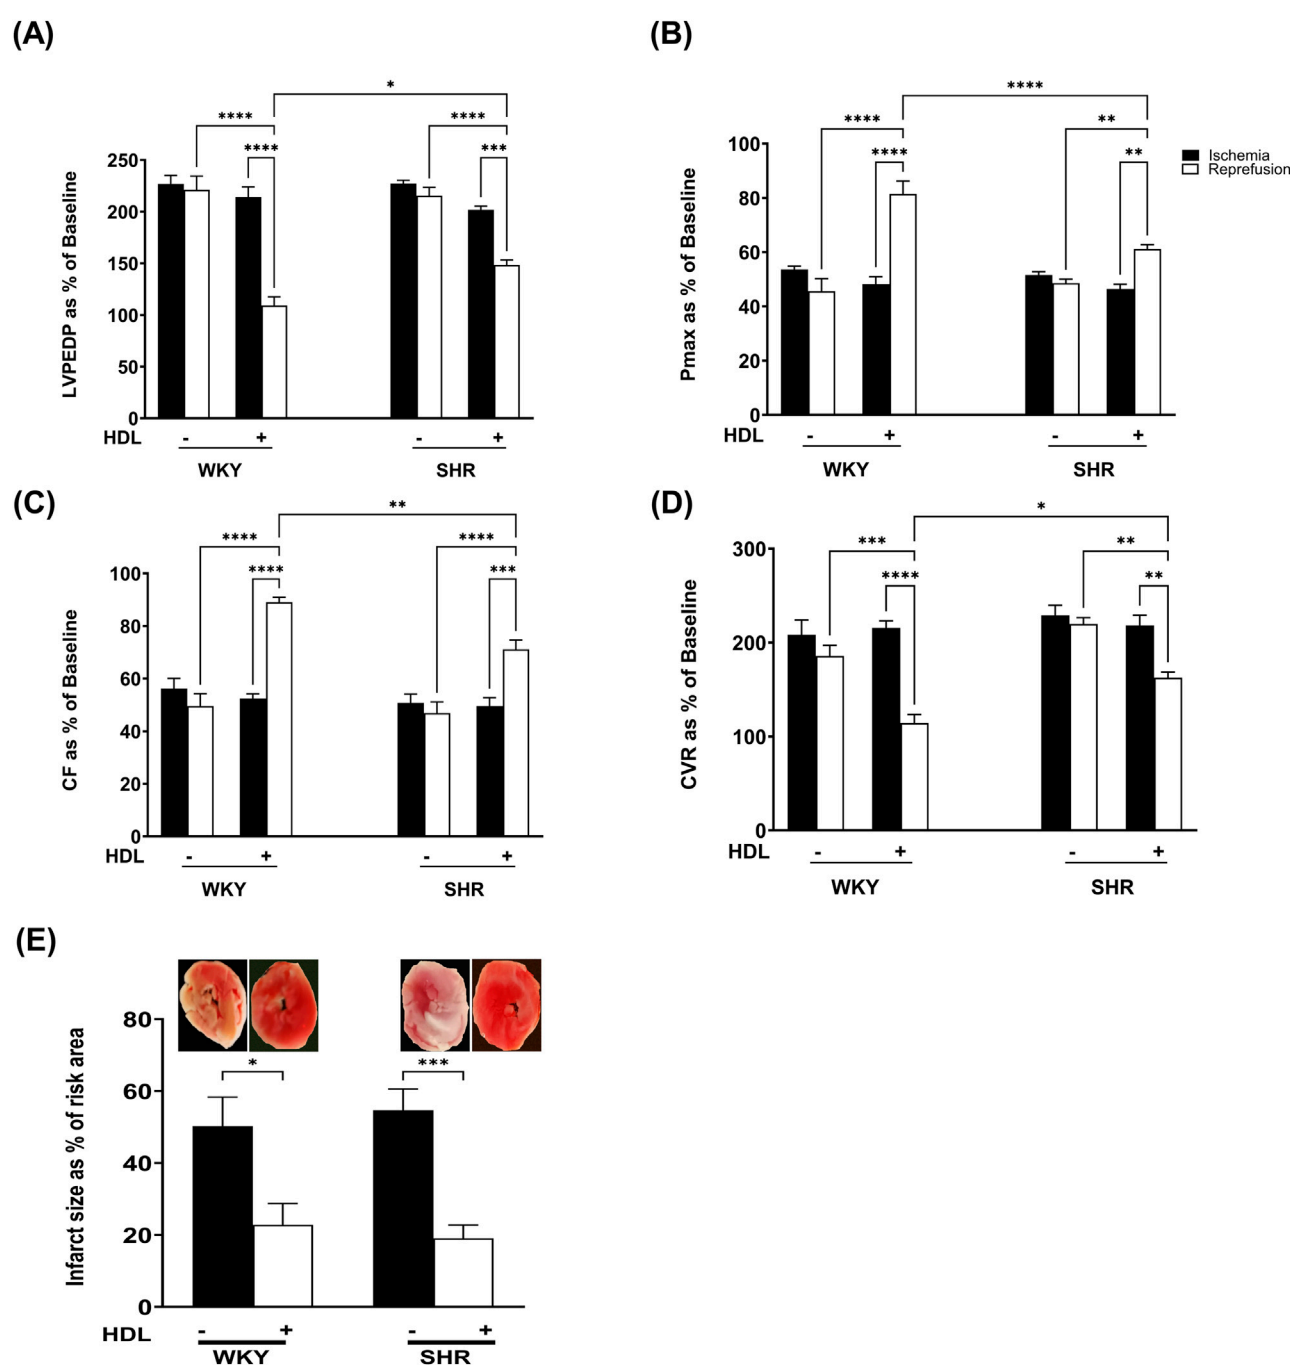 (A)
*
****
****
****
***
250
200
150
100
50
0
LVPEDP as % of Baseline
HDL
-
+
-
+
WKY
SHR
(B)
****
****
**
****
**
100
80
60
40
20
0
Pmax as % of Baseline
HDL
-
+
-
+
WKY
SHR
Ischemia
Reprefusion
(C)
**
****
****
****
***
100
80
60
40
20
0
CF as % of Baseline
HDL
-
+
-
+
WKY
SHR
(D)
*
***
**
****
**
300
200
100
0
CVR as % of Baseline
HDL
-
+
-
+
WKY
SHR
(E)
*
***
80
60
40
20
0
Infarct size as % of risk area
HDL
-
+
-
+
WKY
SHR